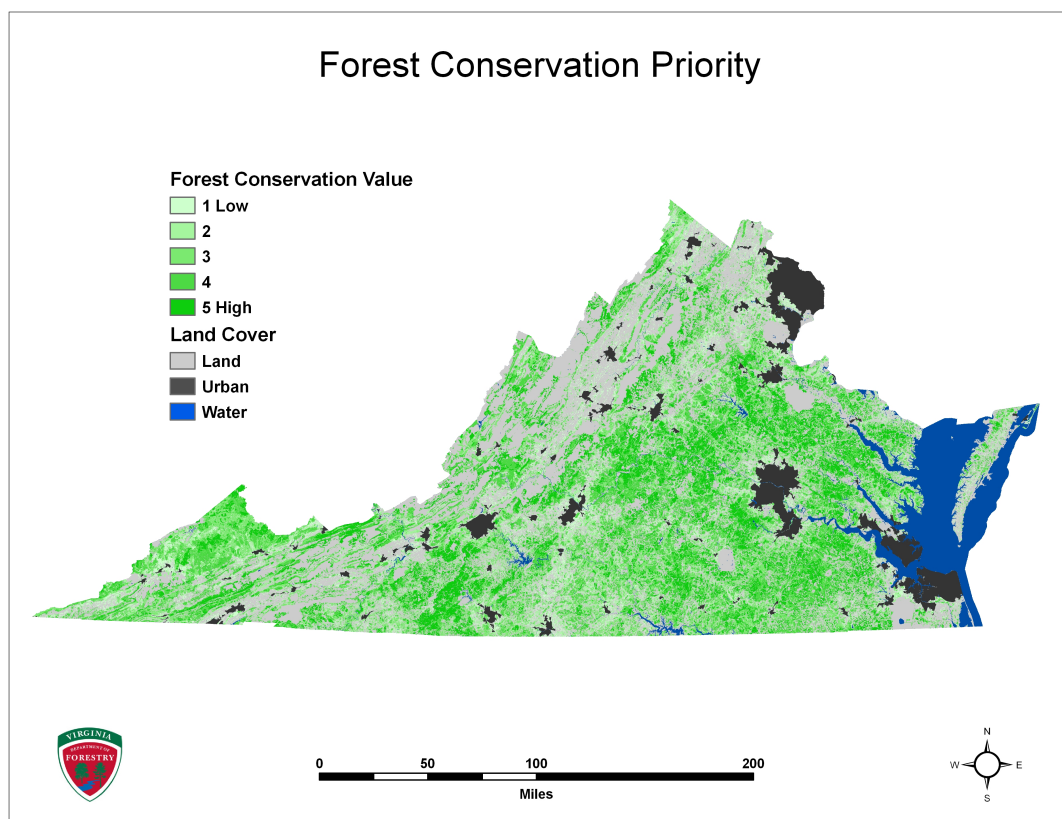 Forest Conservation Priority
Forest Conservation Value
1 Low
2
3
4
5 High
Land Cover
Land
Urban
Water
VIRGINIA
DEPARTMENT OF
FORESTRY
0 50 100 200
Miles
N
W E
S